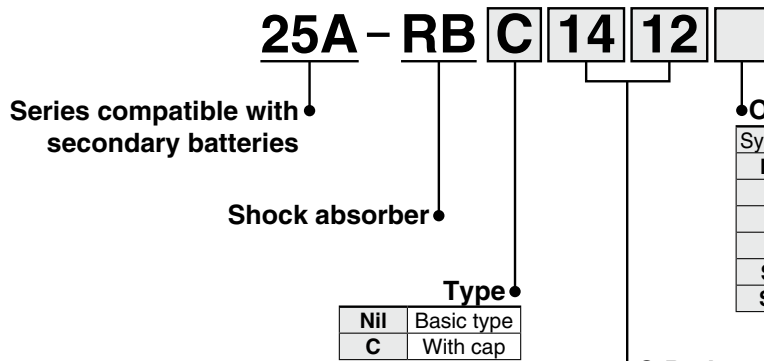 25A - RB C 14 12
Series compatible with
secondary batteries
Shock absorber
Type
Nil Basic type
C With cap